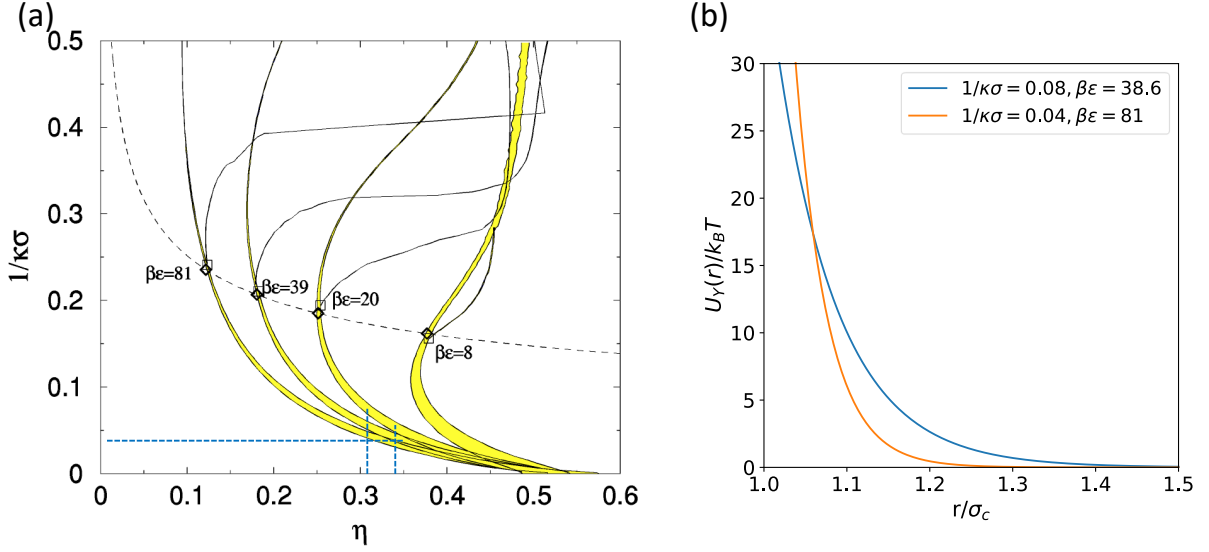 (a)
0.5
0.4
0.3
0.2
0.1
0
1/κσ
βε=81
βε=39
βε=20
βε=8
0 0.1 0.2 0.3 0.4 0.5 0.6
η
(b)
30
25
20
15
10
5
0
U_Y(r)/k_BT
1/κσ = 0.08, βε = 38.6
1/κσ = 0.04, βε = 81
1.0 1.1 1.2 1.3 1.4 1.5
r/σ_c